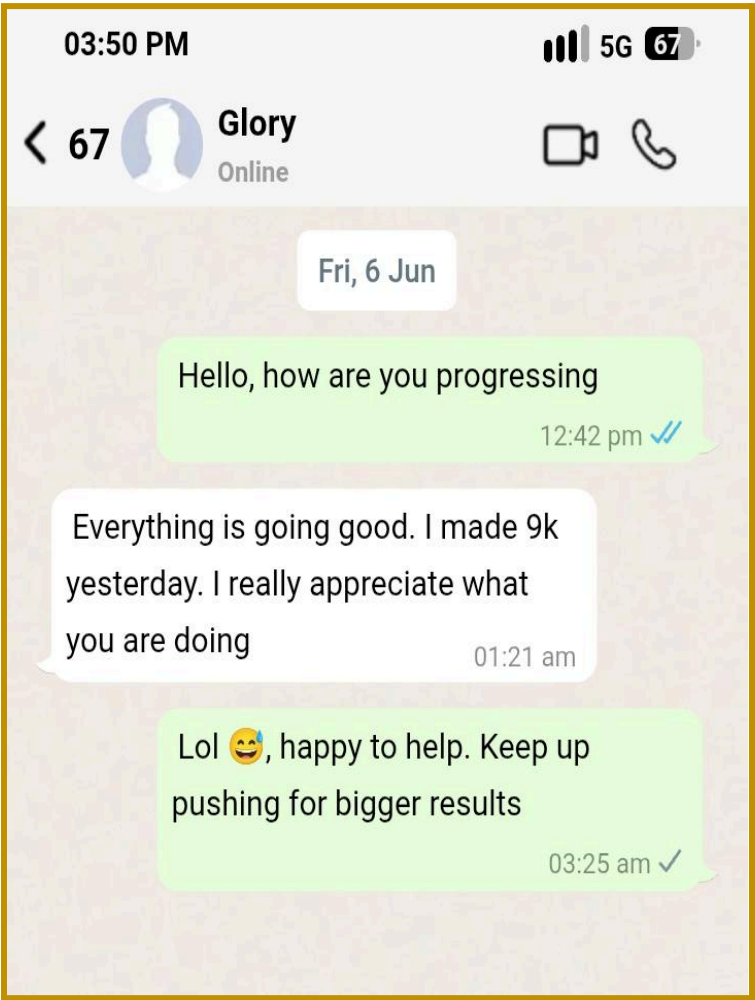 03:50 PM
5G 67
67
Glory
Online
Fri, 6 Jun
Hello, how are you progressing
12:42 pm
Everything is going good. I made 9k
yesterday. I really appreciate what
you are doing
01:21 am
Lol 😅, happy to help. Keep up
pushing for bigger results
03:25 am